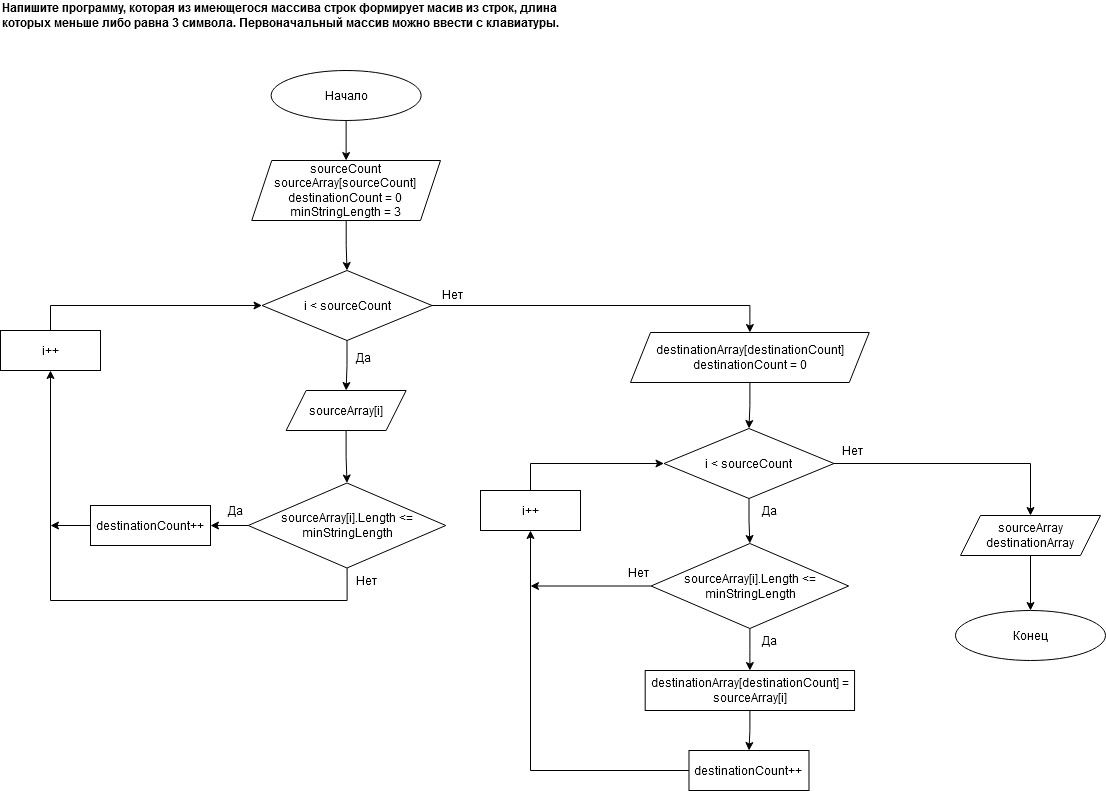 Напишите программу, которая из имеющегося массива строк формирует масив из строк, длина
которых меньше либо равна 3 символа. Первоначальный массив можно ввести с клавиатуры.
Начало
sourceCount
sourceArray[sourceCount]
destinationCount = 0
minStringLength = 3
i < sourceCount
Нет
Да
i++
sourceArray[i]
sourceArray[i].Length <=
minStringLength
Да
destinationCount++
Нет
destinationArray[destinationCount]
destinationCount = 0
i < sourceCount
Нет
Да
i++
sourceArray[i].Length <=
minStringLength
Нет
Да
destinationArray[destinationCount] =
sourceArray[i]
destinationCount++
sourceArray
destinationArray
Конец